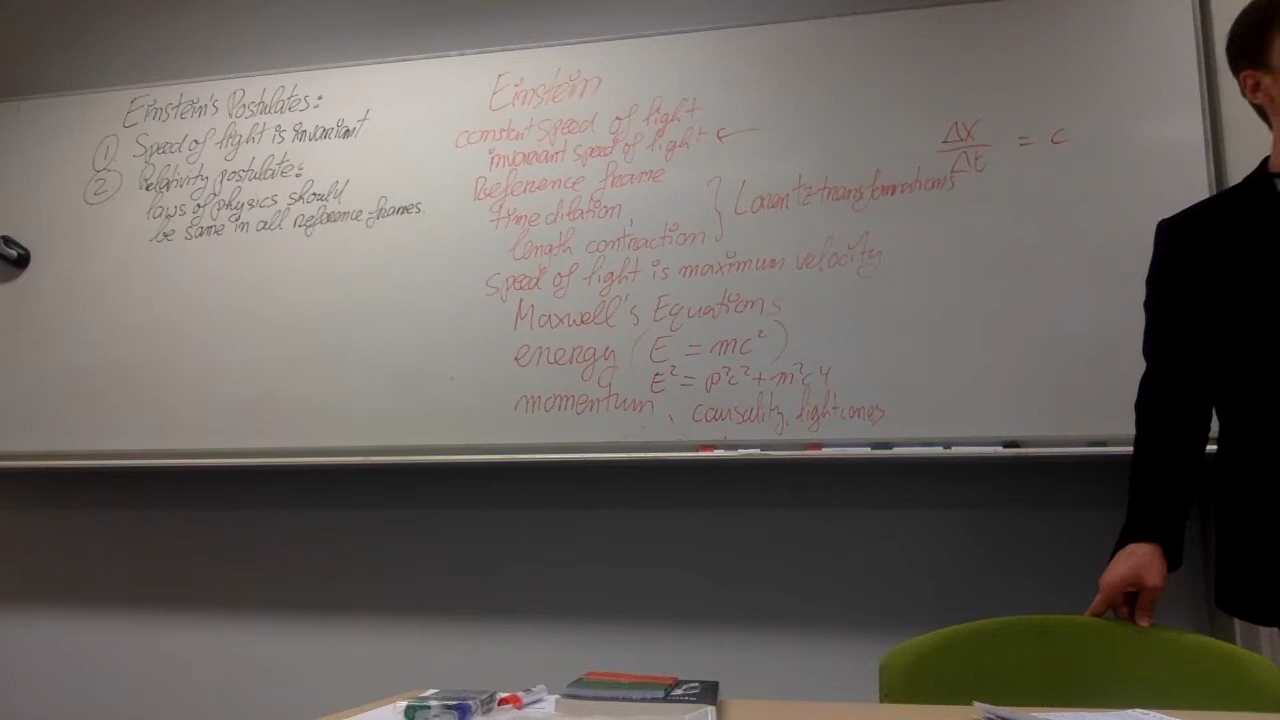 Einstein's Postulates:
① Speed of light is invariant
② Relativity postulate:
laws of physics should
be same in all reference frames.
Einstein
constant speed of light
invariant speed of light ←
Reference frame
time dilation,
length contraction } Lorentz transformations
speed of light is maximum velocity
Maxwell's Equations
energy (E = mc²)
E² = p²c² + m²c⁴
momentum, causality, lightcones
Δx/Δt = c